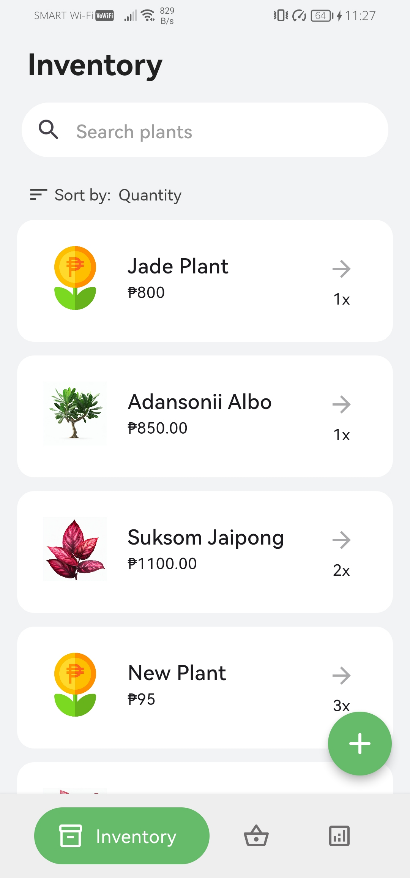 SMART Wi-Fi VoWiFi 829 B/s 64 11:27
Inventory
Search plants
Sort by: Quantity
Jade Plant
₱800
1x
Adansonii Albo
₱850.00
1x
Suksom Jaipong
₱1100.00
2x
New Plant
₱95
3x
Inventory